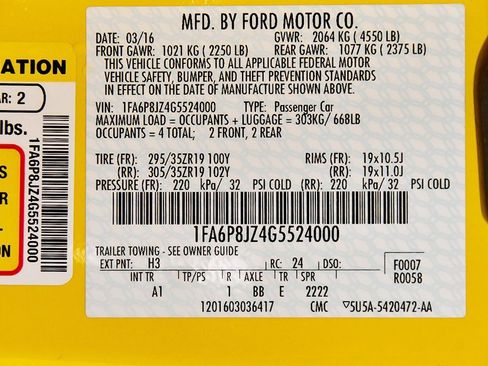 MFD. BY FORD MOTOR CO.
DATE: 03/16 GVWR: 2064 KG ( 4550 LB)
FRONT GAWR: 1021 KG ( 2250 LB) REAR GAWR: 1077 KG ( 2375 LB)
THIS VEHICLE CONFORMS TO ALL APPLICABLE FEDERAL MOTOR
VEHICLE SAFETY, BUMPER, AND THEFT PREVENTION STANDARDS
IN EFFECT ON THE DATE OF MANUFACTURE SHOWN ABOVE.
VIN: 1FA6P8JZ4G5524000 TYPE: Passenger Car
MAXIMUM LOAD = OCCUPANTS + LUGGAGE = 303KG/ 668LB
OCCUPANTS = 4 TOTAL; 2 FRONT, 2 REAR
TIRE (FR): 295/35ZR19 100Y RIMS (FR): 19x10.5J
(RR): 305/35ZR19 102Y (RR): 19x11.0J
PRESSURE (FR): 220 kPa/ 32 PSI COLD (RR): 220 kPa/ 32 PSI COLD
1FA6P8JZ4G5524000
TRAILER TOWING - SEE OWNER GUIDE
EXT PNT: H3 RC: 24 DSO: F0007
R0058
INT TR TP/PS R AXLE TR SPR
A1 1 BB E 2222
1201603036417 CMC 5U5A-5420472-AA
ATION
AR: 2
lbs.
S
S
R-
ON
1FA6P8JZ4G5524000